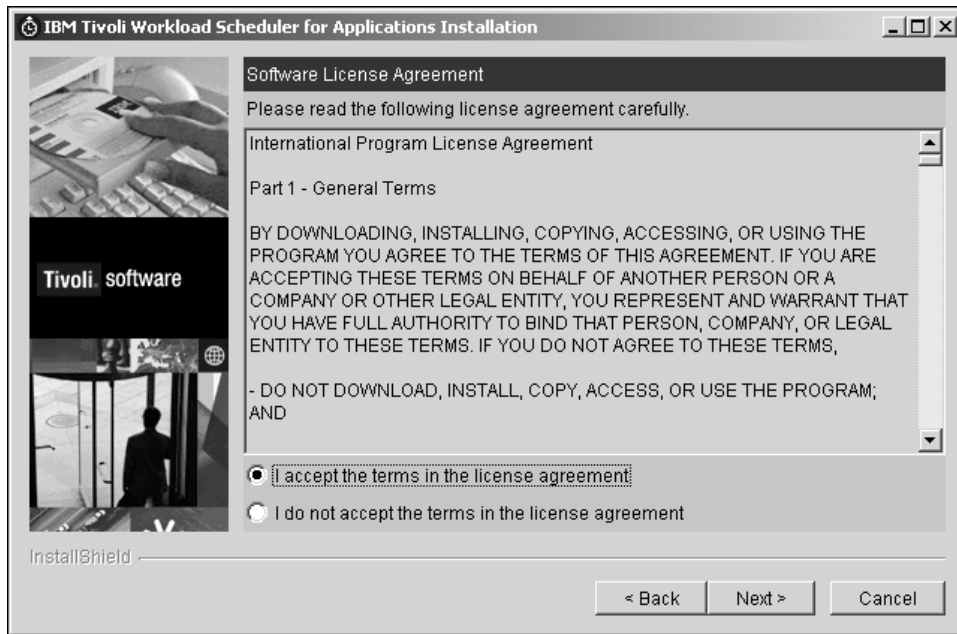 IBM Tivoli Workload Scheduler for Applications Installation
Software License Agreement
Please read the following license agreement carefully.
International Program License Agreement
Part 1 - General Terms
BY DOWNLOADING, INSTALLING, COPYING, ACCESSING, OR USING THE
PROGRAM YOU AGREE TO THE TERMS OF THIS AGREEMENT. IF YOU ARE
ACCEPTING THESE TERMS ON BEHALF OF ANOTHER PERSON OR A
COMPANY OR OTHER LEGAL ENTITY, YOU REPRESENT AND WARRANT THAT
YOU HAVE FULL AUTHORITY TO BIND THAT PERSON, COMPANY, OR LEGAL
ENTITY TO THESE TERMS. IF YOU DO NOT AGREE TO THESE TERMS,
- DO NOT DOWNLOAD, INSTALL, COPY, ACCESS, OR USE THE PROGRAM;
AND
Tivoli. software
I accept the terms in the license agreement
I do not accept the terms in the license agreement
InstallShield
< Back
Next >
Cancel